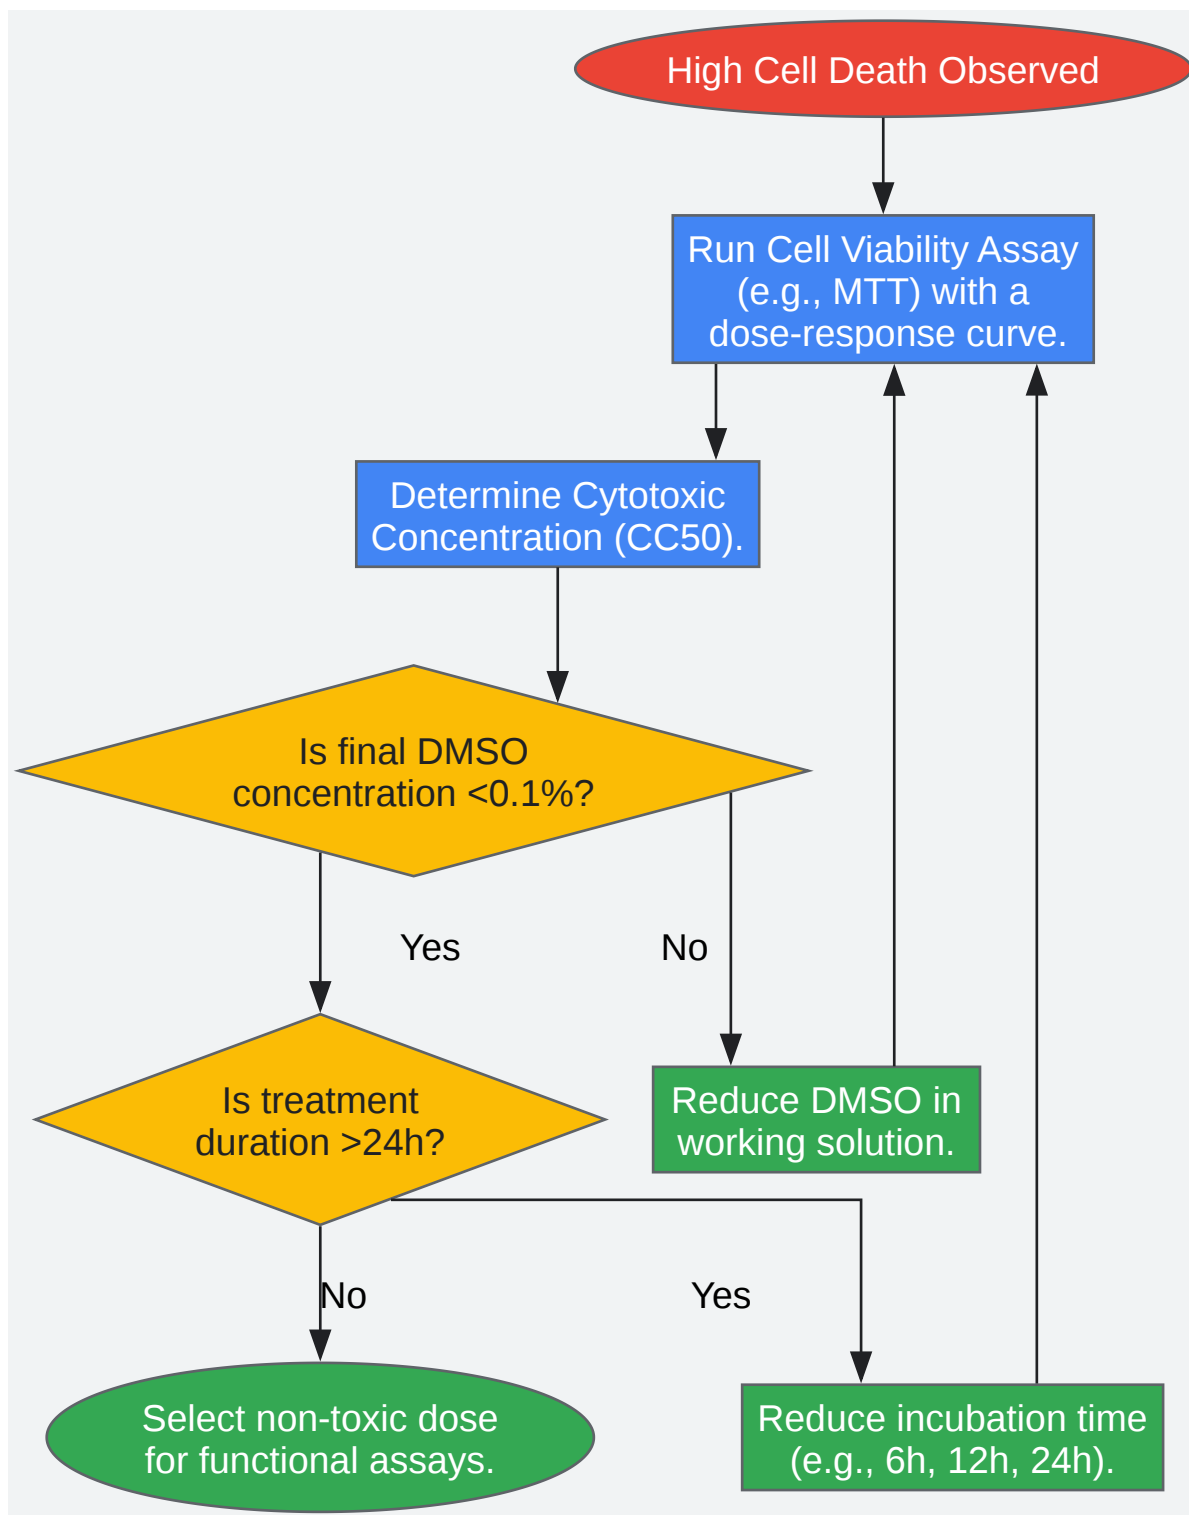 High Cell Death Observed
Run Cell Viability Assay
(e.g., MTT) with a
dose-response curve.
Determine Cytotoxic
Concentration (CC50).
Is final DMSO
concentration <0.1%?
Yes
No
Is treatment
duration >24h?
Reduce DMSO in
working solution.
No
Yes
Select non-toxic dose
for functional assays.
Reduce incubation time
(e.g., 6h, 12h, 24h).